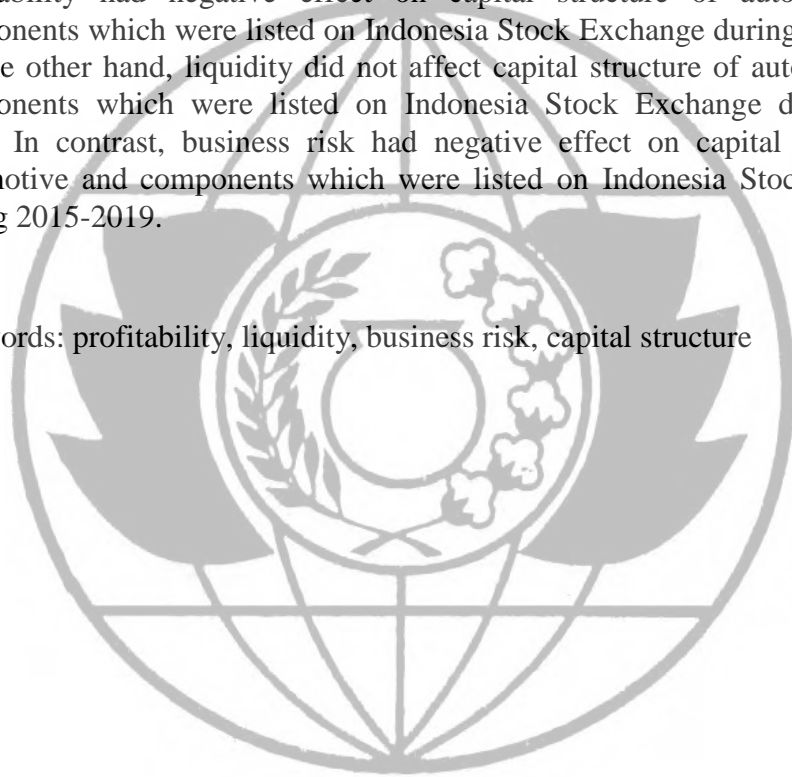 ability had negative effect on capital structure of auto
onents which were listed on Indonesia Stock Exchange during
e other hand, liquidity did not affect capital structure of auto
onents which were listed on Indonesia Stock Exchange d
In contrast, business risk had negative effect on capital
notive and components which were listed on Indonesia Stoc
g 2015-2019.
ords: profitability, liquidity, business risk, capital structure